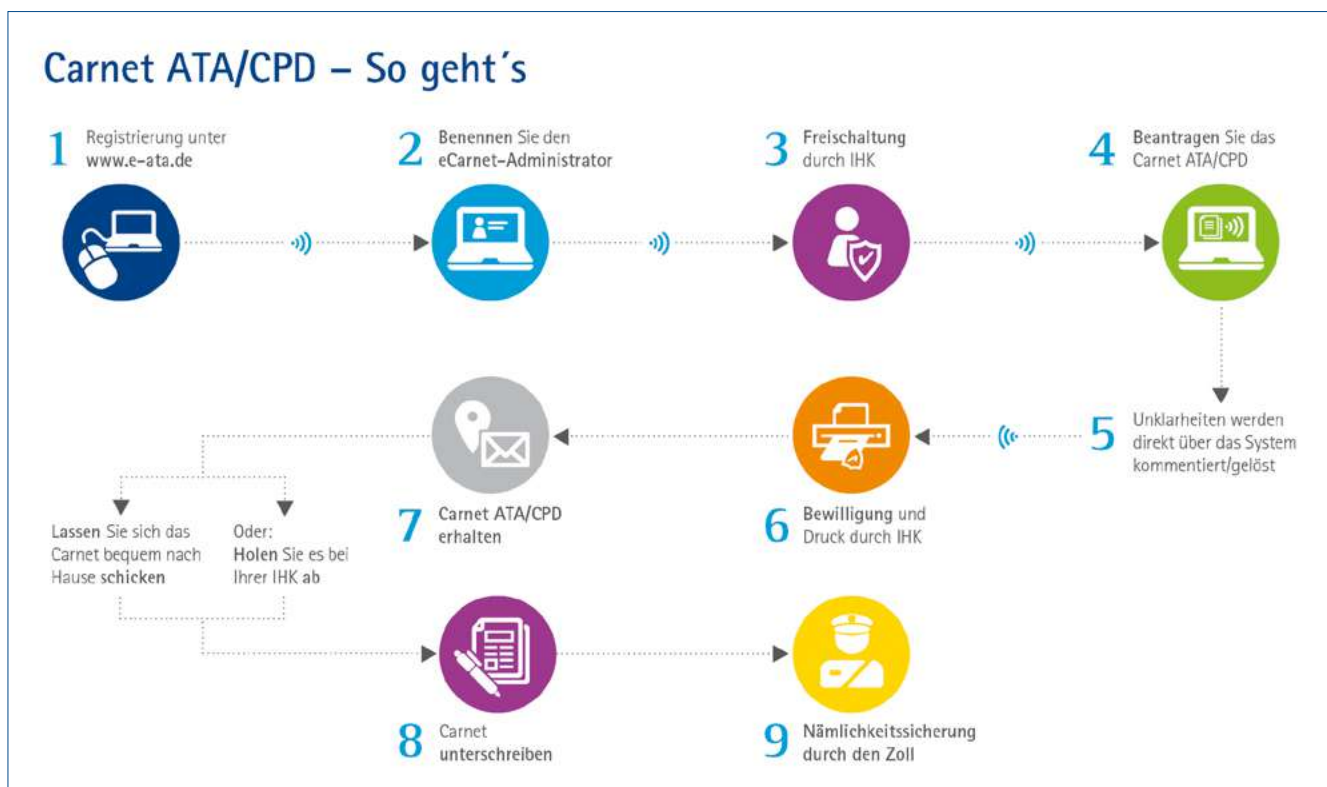 Carnet ATA/CPD – So geht´s
1 Registrierung unter
www.e-ata.de
2 Benennen Sie den
eCarnet-Administrator
3 Freischaltung
durch IHK
4 Beantragen Sie das
Carnet ATA/CPD
5 Unklarheiten werden
direkt über das System
kommentiert/gelöst
6 Bewilligung und
Druck durch IHK
7 Carnet ATA/CPD
erhalten
Lassen Sie sich das
Carnet bequem nach
Hause schicken
Oder:
Holen Sie es bei
Ihrer IHK ab
8 Carnet
unterschreiben
9 Nämlichkeitssicherung
durch den Zoll